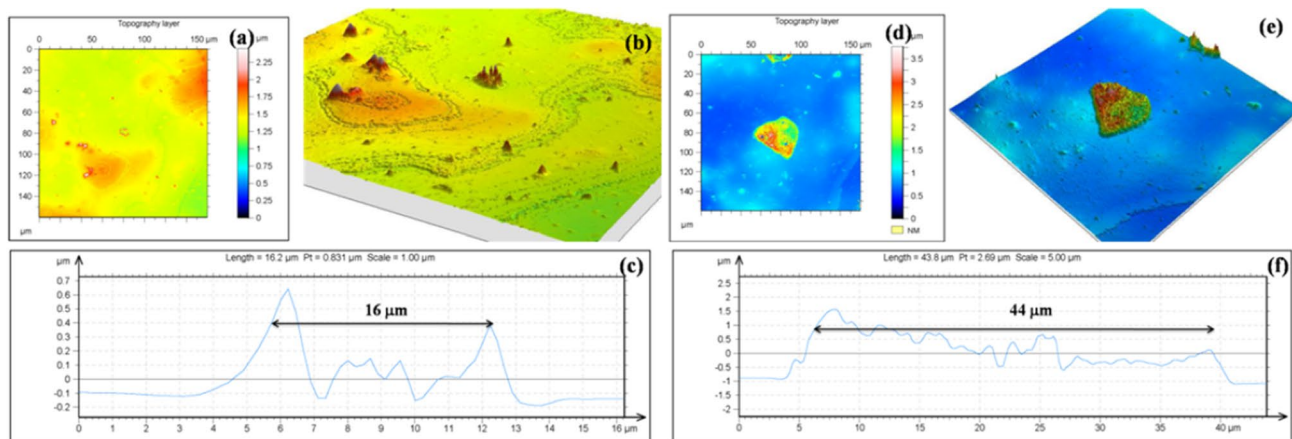 Topography layer
0 50 100 150 µm
(a)
µm
0
20
40
60
80
100
120
140
µm
2.25
2
1.75
1.5
1.25
1
0.75
0.5
0.25
0
(b)
Topography layer
0 50 100 150 µm
(d)
µm
0
20
40
60
80
100
120
140
µm
3.5
3
2.5
2
1.5
1
0.5
0
NM
(e)
Length = 16.2 µm Pt = 0.831 µm Scale = 1.00 µm
(c)
µm
0.7
0.6
0.5
0.4
0.3
0.2
0.1
0
-0.1
-0.2
16 µm
0 1 2 3 4 5 6 7 8 9 10 11 12 13 14 15 16 µm
Length = 43.8 µm Pt = 2.69 µm Scale = 5.00 µm
(f)
µm
2.5
2
1.5
1
0.5
0
-0.5
-1
-1.5
-2
44 µm
0 5 10 15 20 25 30 35 40 µm